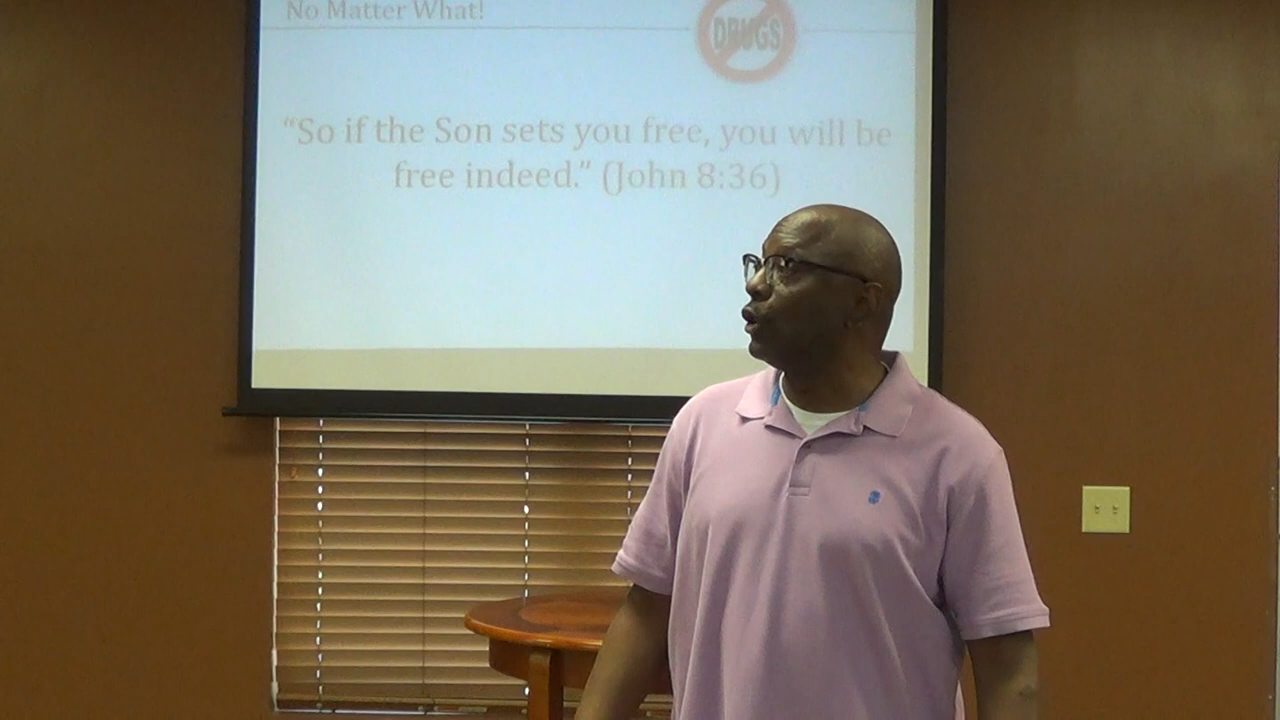 No Matter What!
DRUGS
“So if the Son sets you free, you will be
free indeed.” (John 8:36)